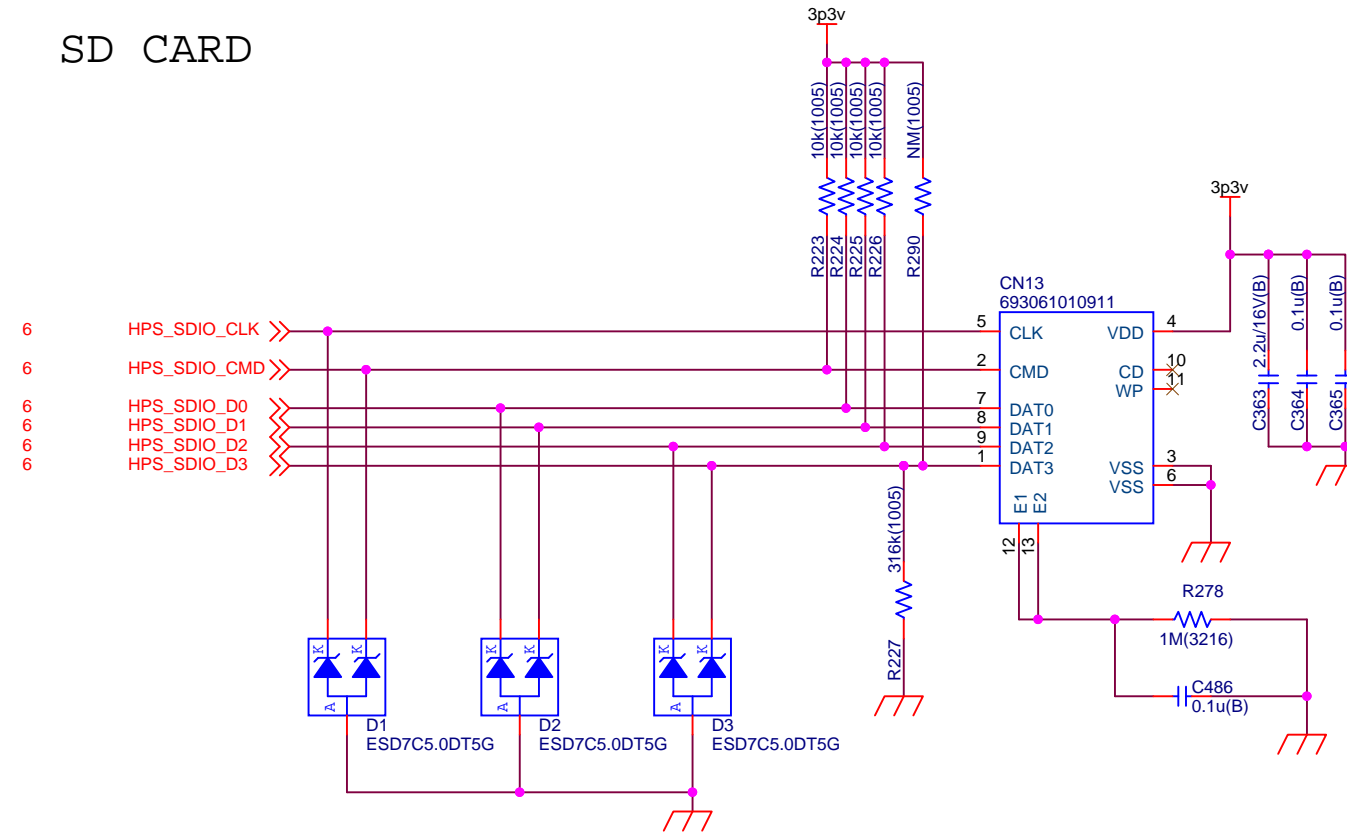 SD CARD
3p3v
10k(1005)
10k(1005)
10k(1005)
10k(1005)
NM(1005)
R223
R224
R225
R226
R290
3p3v
CN13
693061010911
2.2u/16V(B)
0.1u(B)
0.1u(B)
C363
C364
C365
6 HPS_SDIO_CLK 5 CLK VDD 4
6 HPS_SDIO_CMD 2 CMD CD 10
WP 11
6 HPS_SDIO_D0 7 DAT0
6 HPS_SDIO_D1 8 DAT1
6 HPS_SDIO_D2 9 DAT2
6 HPS_SDIO_D3 1 DAT3 VSS 3
VSS 6
E1 E2
12 13
316k(1005)
R227
R278
1M(3216)
C486
0.1u(B)
K K K K K K
A A A
D1 D2 D3
ESD7C5.0DT5G ESD7C5.0DT5G ESD7C5.0DT5G